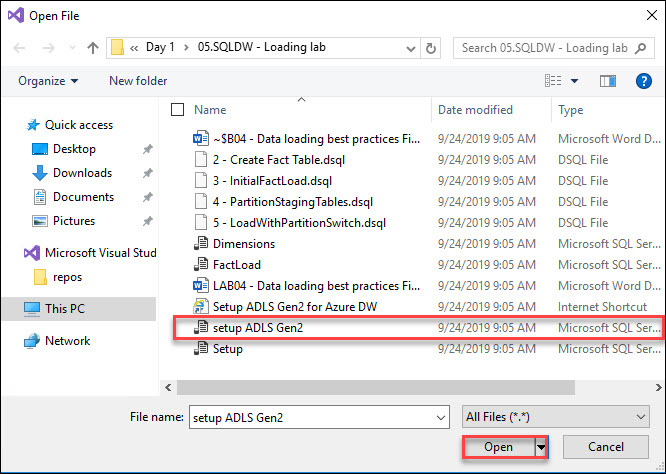 Open File
« Day 1 › 05.SQLDW - Loading lab
Search 05.SQLDW - Loading lab
Organize
New folder
?
Name
Date modified
Type
Quick access
Desktop
Downloads
Documents
Pictures
Microsoft Visual Stud
repos
This PC
Network
~$B04 - Data loading best practices Fi... 9/24/2019 9:05 AM Microsoft Word D...
2 - Create Fact Table.dsql 9/24/2019 9:05 AM DSQL File
3 - InitialFactLoad.dsql 9/24/2019 9:05 AM DSQL File
4 - PartitionStagingTables.dsql 9/24/2019 9:05 AM DSQL File
5 - LoadWithPartitionSwitch.dsql 9/24/2019 9:05 AM DSQL File
Dimensions 9/24/2019 9:05 AM Microsoft SQL Ser...
FactLoad 9/24/2019 9:05 AM Microsoft SQL Ser...
LAB04 - Data loading best practices Fi... 9/24/2019 9:05 AM Microsoft Word D...
Setup ADLS Gen2 for Azure DW 9/24/2019 9:05 AM Internet Shortcut
setup ADLS Gen2 9/24/2019 9:05 AM Microsoft SQL Ser...
Setup 9/24/2019 9:05 AM Microsoft SQL Ser...
File name: setup ADLS Gen2
All Files (*.*)
Open
Cancel